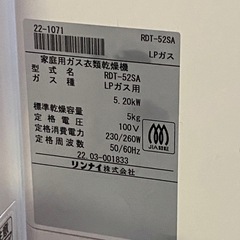 22-1071 RDT-52SA
LPガス
家庭用ガス衣類乾燥機
型式名 RDT-52SA
ガス種 LPガス用
5.20kW
標準乾燥容量 5kg
定格電圧 100V
定格消費電力 230/260W
定格周波数 50/60Hz
22.03-001833
リンナイ株式会社